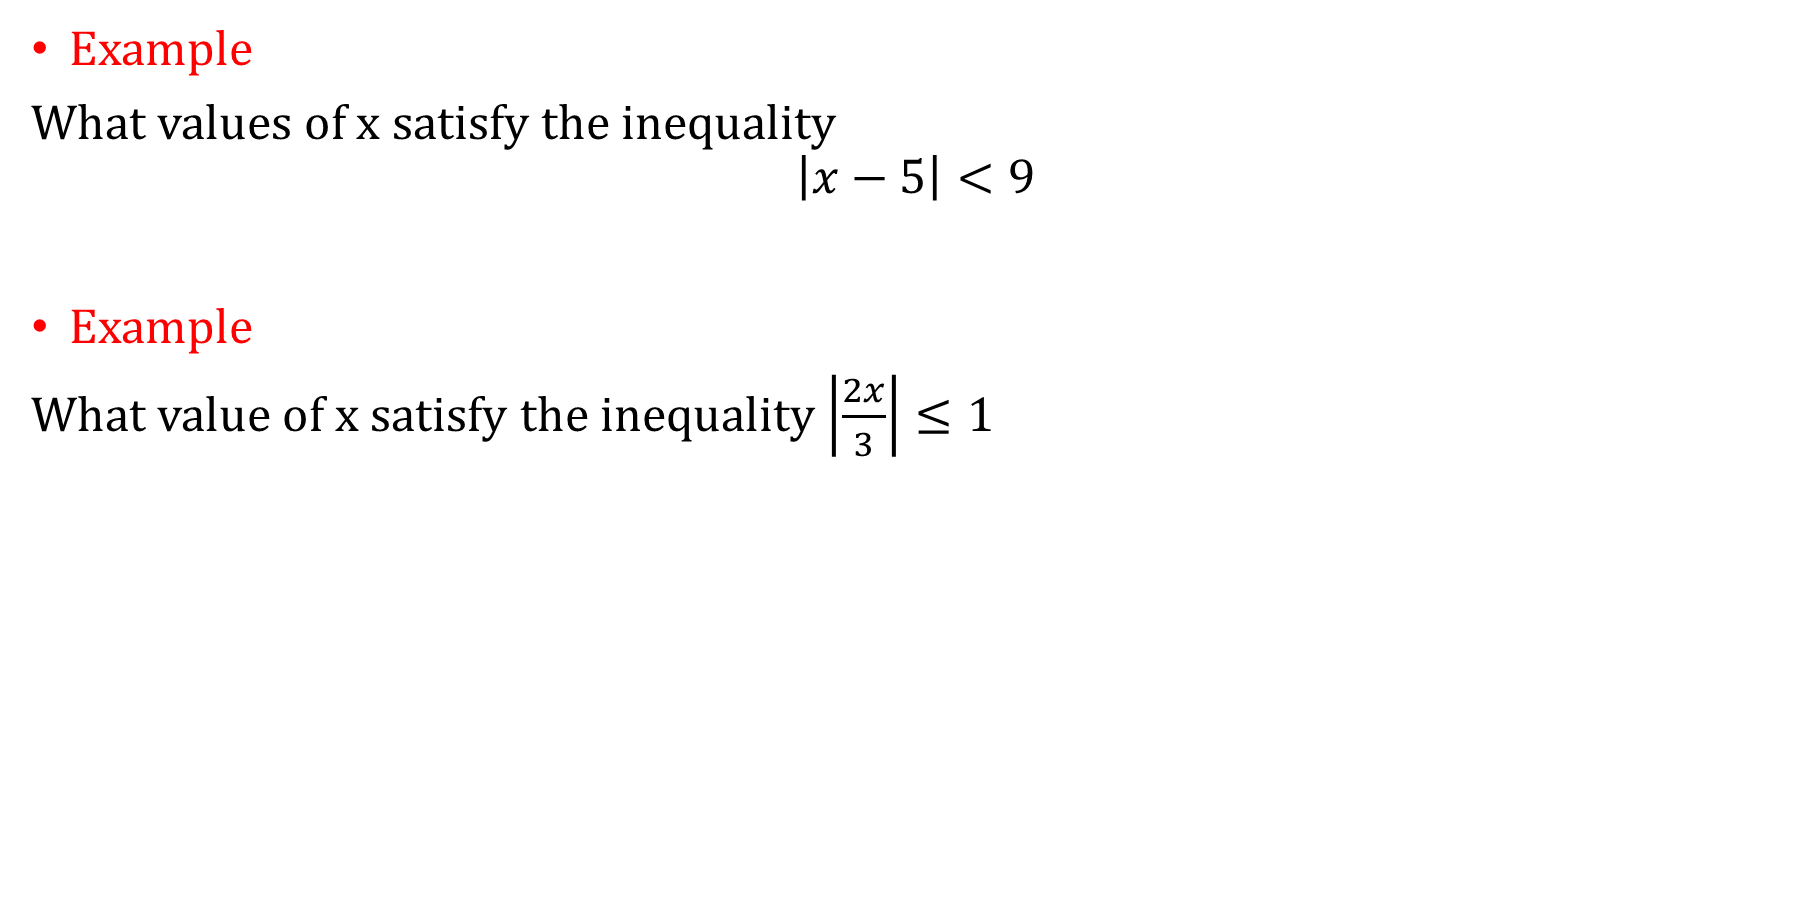 • Example
What values of x satisfy the inequality
|x − 5| < 9
• Example
What value of x satisfy the inequality |2x/3| ≤ 1